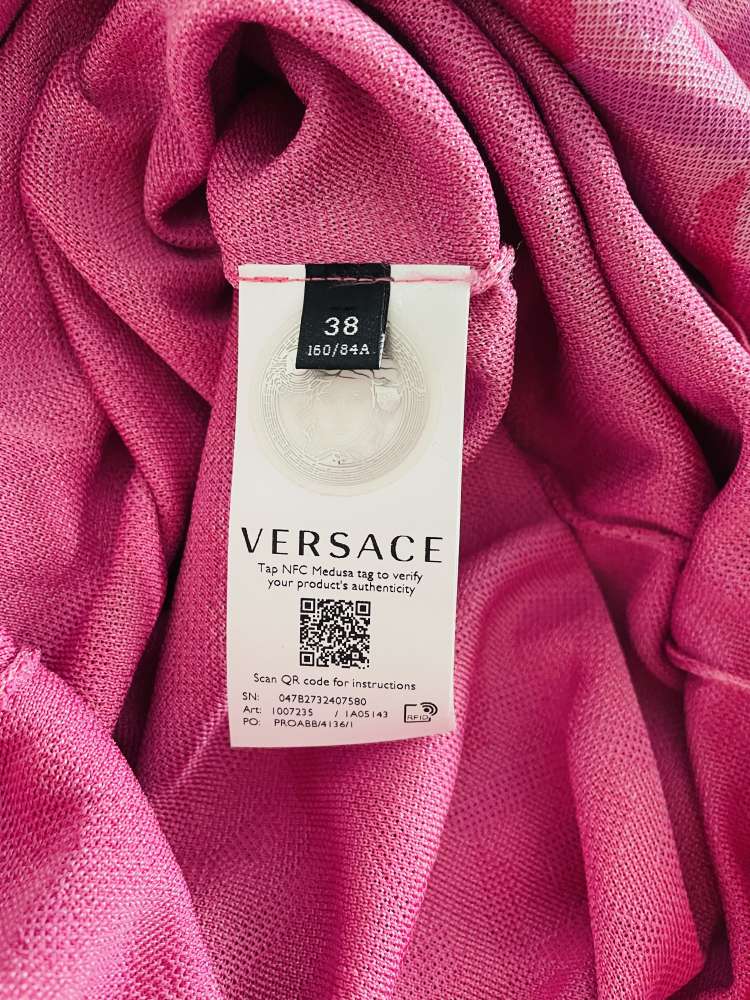 38
160/84A
VERSACE
Tap NFC Medusa tag to verify
your product's authenticity
Scan QR code for instructions
SN: 047B2732407580
Art: 1007235 / 1A05143
PO: PROABB/4136/1
RFID